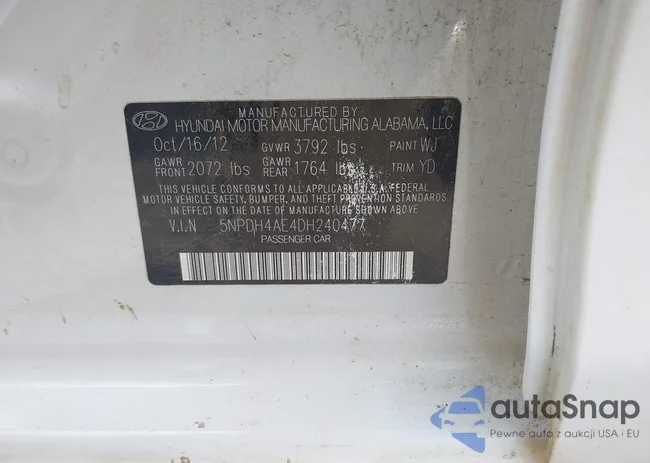 MANUFACTURED BY
HYUNDAI MOTOR MANUFACTURING ALABAMA, LLC
Oct/16/12 GVWR 3792 lbs PAINT WJ
GAWR FRONT 2072 lbs GAWR REAR 1764 lbs TRIM YD
THIS VEHICLE CONFORMS TO ALL APPLICABLE U.S.A. FEDERAL
MOTOR VEHICLE SAFETY, BUMPER, AND THEFT PREVENTION STANDARDS
IN EFFECT ON THE DATE OF MANUFACTURE SHOWN ABOVE.
V.I.N 5NPDH4AE4DH240477
PASSENGER CAR
autoSnap
Pewne auto z aukcji USA i EU